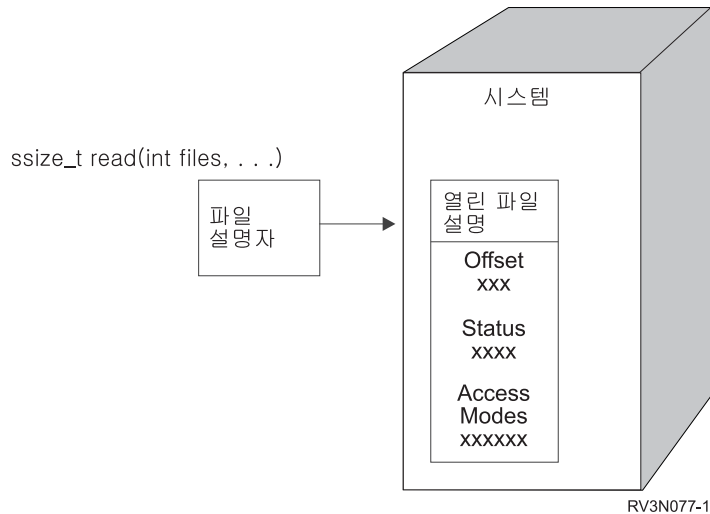 시스템
ssize_t read(int files, . . .)
파일
설명자
열린 파일
설명
Offset
xxx
Status
xxxx
Access
Modes
xxxxxx
RV3N077-1